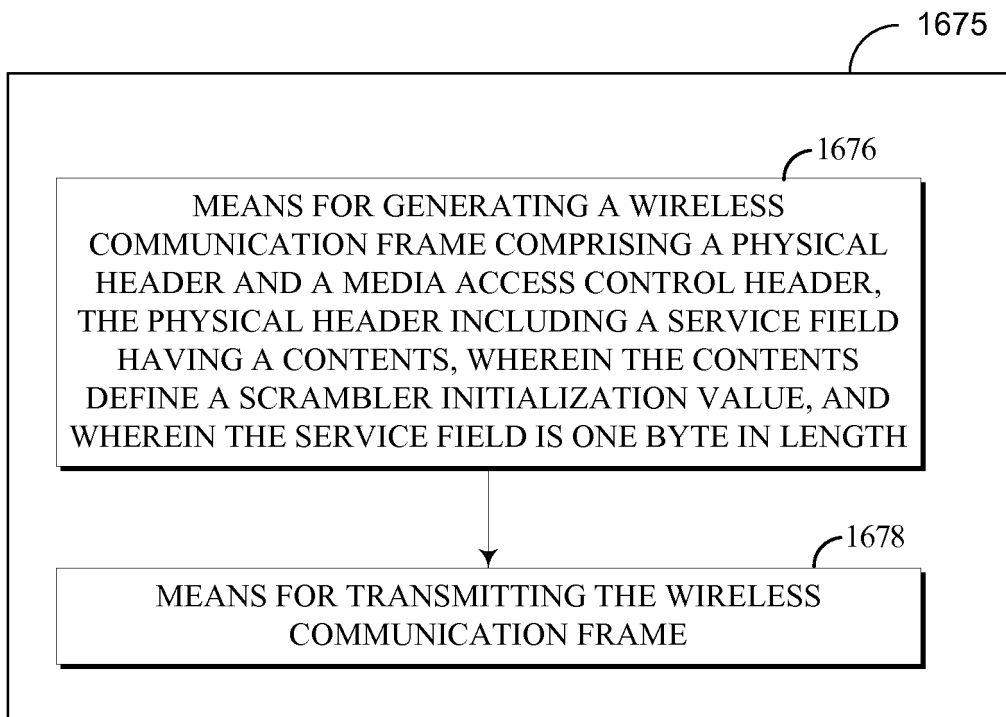 1675
1676
MEANS FOR GENERATING A WIRELESS
COMMUNICATION FRAME COMPRISING A PHYSICAL
HEADER AND A MEDIA ACCESS CONTROL HEADER,
THE PHYSICAL HEADER INCLUDING A SERVICE FIELD
HAVING A CONTENTS, WHEREIN THE CONTENTS
DEFINE A SCRAMBLER INITIALIZATION VALUE, AND
WHEREIN THE SERVICE FIELD IS ONE BYTE IN LENGTH
1678
MEANS FOR TRANSMITTING THE WIRELESS
COMMUNICATION FRAME